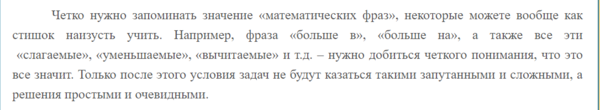 Четко нужно запоминать значение «математических фраз», некоторые можете вообще как
стишок наизусть учить. Например, фраза «больше в», «больше на», а также все эти
«слагаемые», «уменьшаемые», «вычитаемые» и т.д. – нужно добиться четкого понимания, что это
все значит. Только после этого условия задач не будут казаться такими запутанными и сложными, а
решения простыми и очевидными.